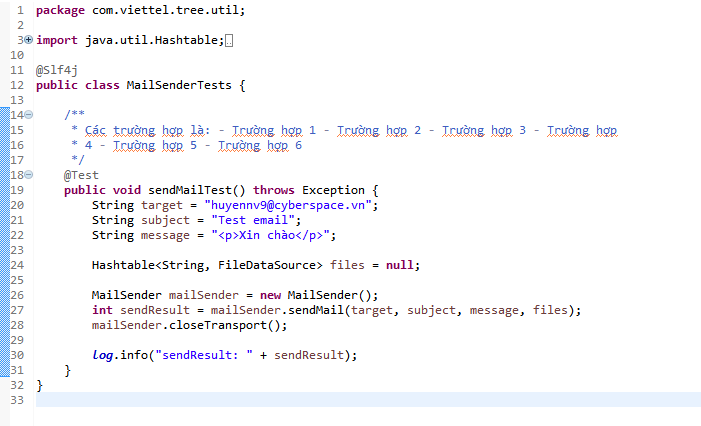 1 package com.viettel.tree.util;
2
3 import java.util.Hashtable;
10
11 @Slf4j
12 public class MailSenderTests {
13
14 /**
15 * Các trường hợp là: - Trường hợp 1 - Trường hợp 2 - Trường hợp 3 - Trường hợp
16 * 4 - Trường hợp 5 - Trường hợp 6
17 */
18 @Test
19 public void sendMailTest() throws Exception {
20 String target = "huyennv9@cyberspace.vn";
21 String subject = "Test email";
22 String message = "<p>Xin chào</p>";
23
24 Hashtable<String, FileDataSource> files = null;
25
26 MailSender mailSender = new MailSender();
27 int sendResult = mailSender.sendMail(target, subject, message, files);
28 mailSender.closeTransport();
29
30 log.info("sendResult: " + sendResult);
31 }
32 }
33